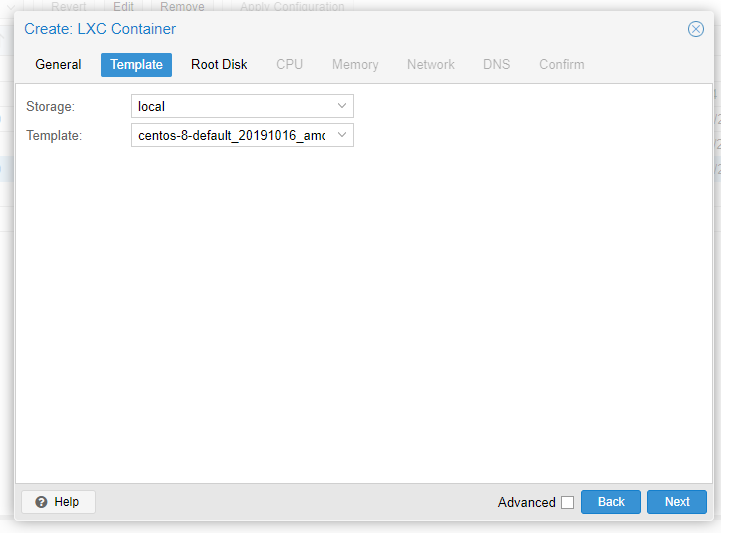 Revert Edit Remove Apply Configuration
Create: LXC Container
General Template Root Disk CPU Memory Network DNS Confirm
Storage: local
Template: centos-8-default_20191016_amd
Help Advanced Back Next